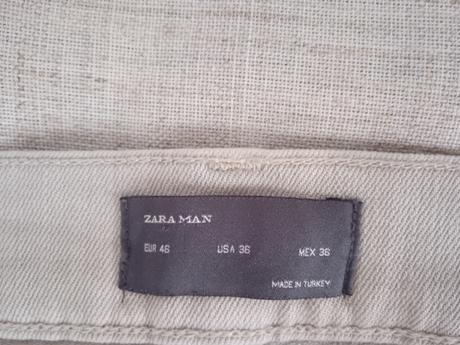 ZARA MAN
EUR 46 USA 36 MEX 36
MADE IN TURKEY